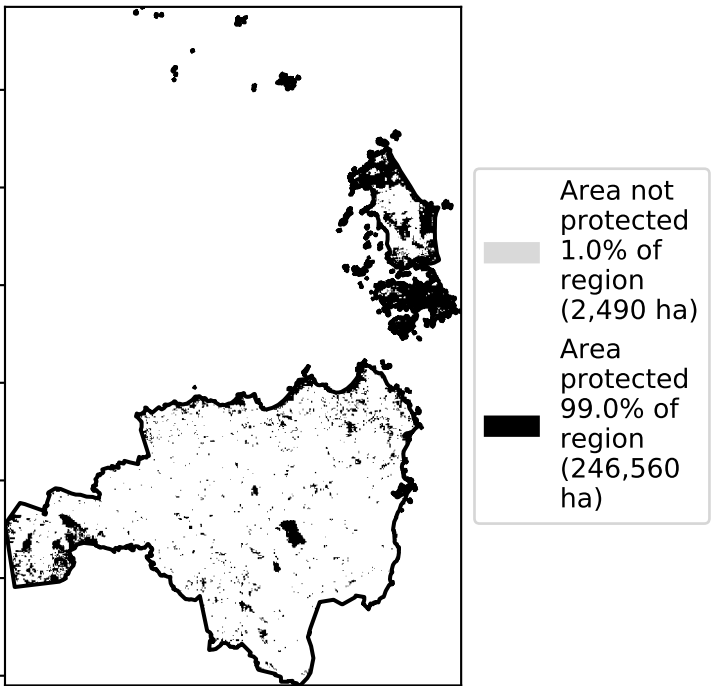 Area not
protected
1.0% of
region
(2,490 ha)
Area
protected
99.0% of
region
(246,560
ha)